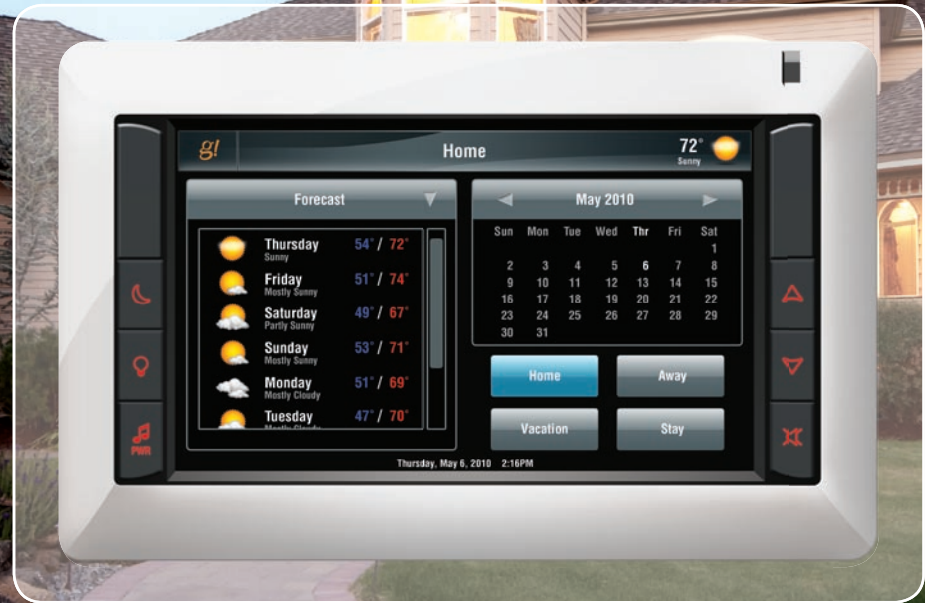 g!
Home
72°
Sunny
Forecast
Thursday 54° / 72°
Sunny
Friday 51° / 74°
Mostly Sunny
Saturday 49° / 67°
Partly Sunny
Sunday 53° / 71°
Mostly Sunny
Monday 51° / 69°
Mostly Cloudy
Tuesday 47° / 70°
Mostly Cloudy
May 2010
Sun Mon Tue Wed Thr Fri Sat
1
2 3 4 5 6 7 8
9 10 11 12 13 14 15
16 17 18 19 20 21 22
23 24 25 26 27 28 29
30 31
Home
Away
Vacation
Stay
Thursday, May 6, 2010 2:16PM
PWR